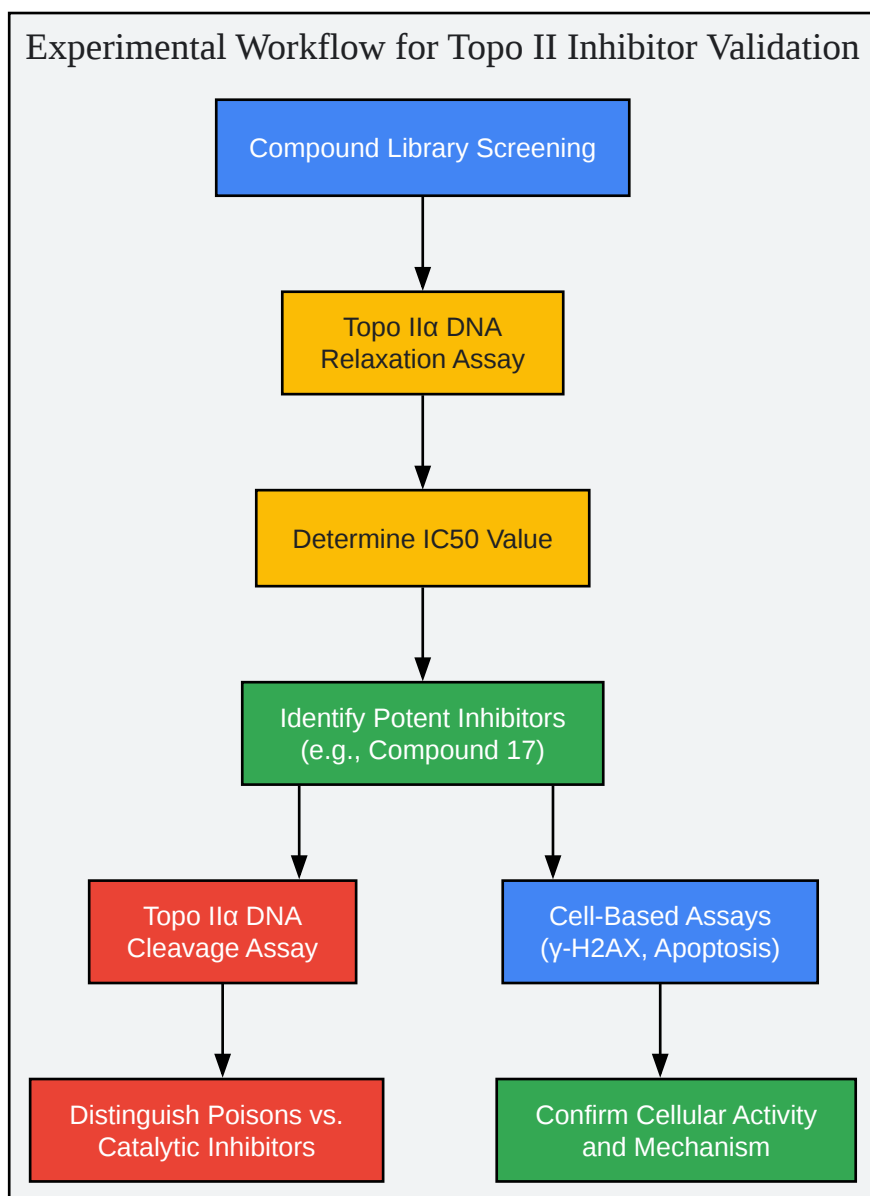 Experimental Workflow for Topo II Inhibitor Validation
Compound Library Screening
Topo IIα DNA
Relaxation Assay
Determine IC50 Value
Identify Potent Inhibitors
(e.g., Compound 17)
Topo IIα DNA
Cleavage Assay
Cell-Based Assays
(γ-H2AX, Apoptosis)
Distinguish Poisons vs.
Catalytic Inhibitors
Confirm Cellular Activity
and Mechanism